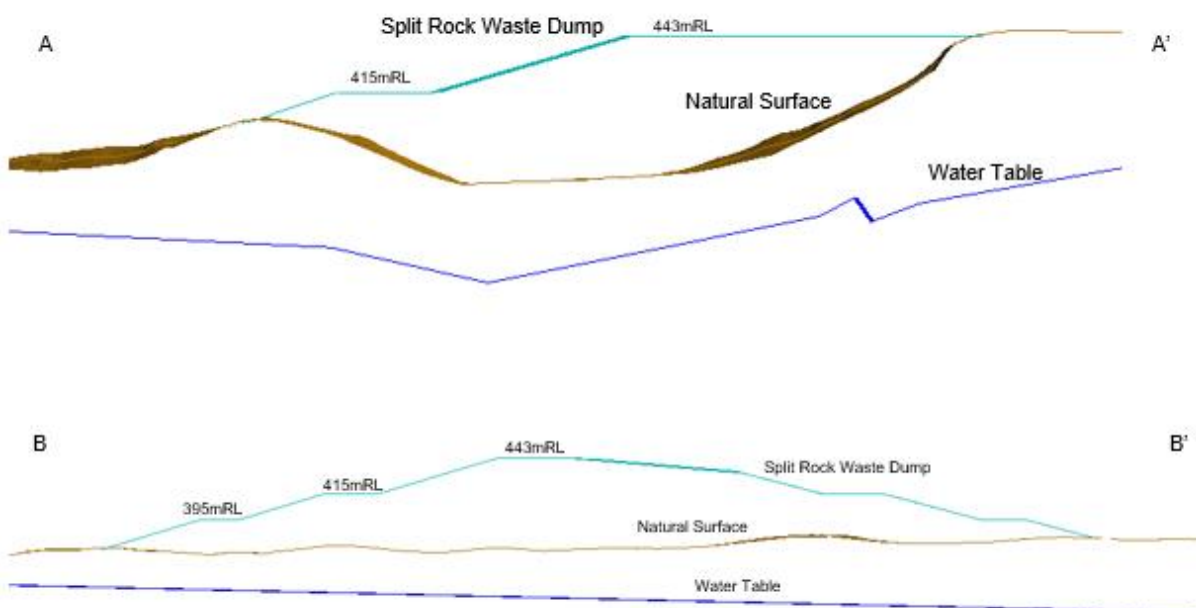 Split Rock Waste Dump
443mRL
A
A'
415mRL
Natural Surface
Water Table
B
443mRL
B'
Split Rock Waste Dump
415mRL
395mRL
Natural Surface
Water Table